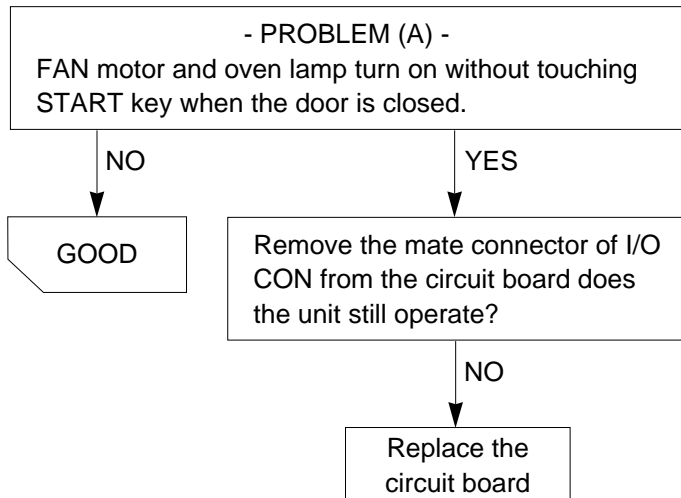 - PROBLEM (A) -
FAN motor and oven lamp turn on without touching
START key when the door is closed.
NO
YES
GOOD
Remove the mate connector of I/O
CON from the circuit board does
the unit still operate?
NO
Replace the
circuit board